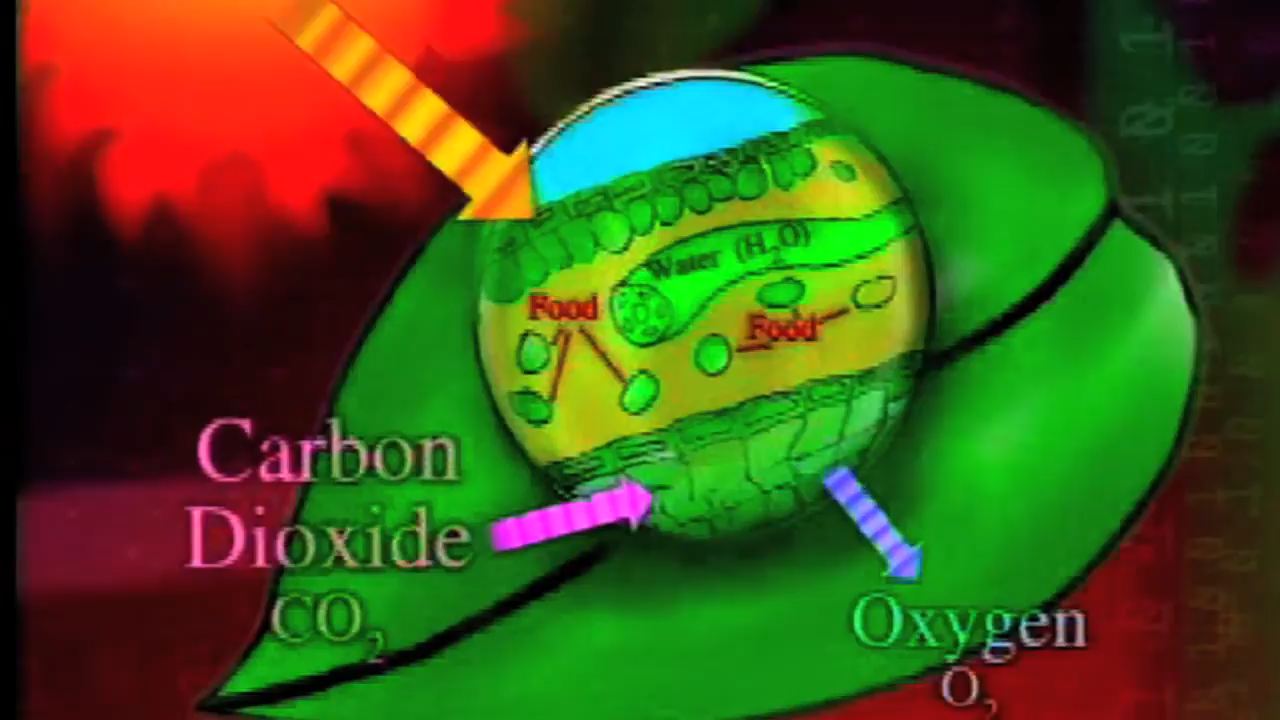 Water (H2O)
Food
Food
Carbon
Dioxide
CO2
Oxygen
O2